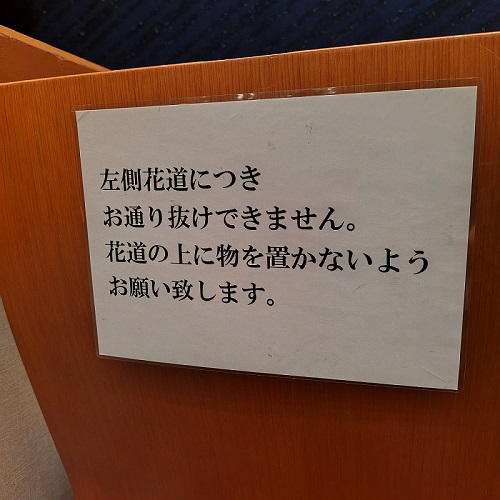 左側花道につき
お通り抜けできません。
花道の上に物を置かないよう
お願い致します。